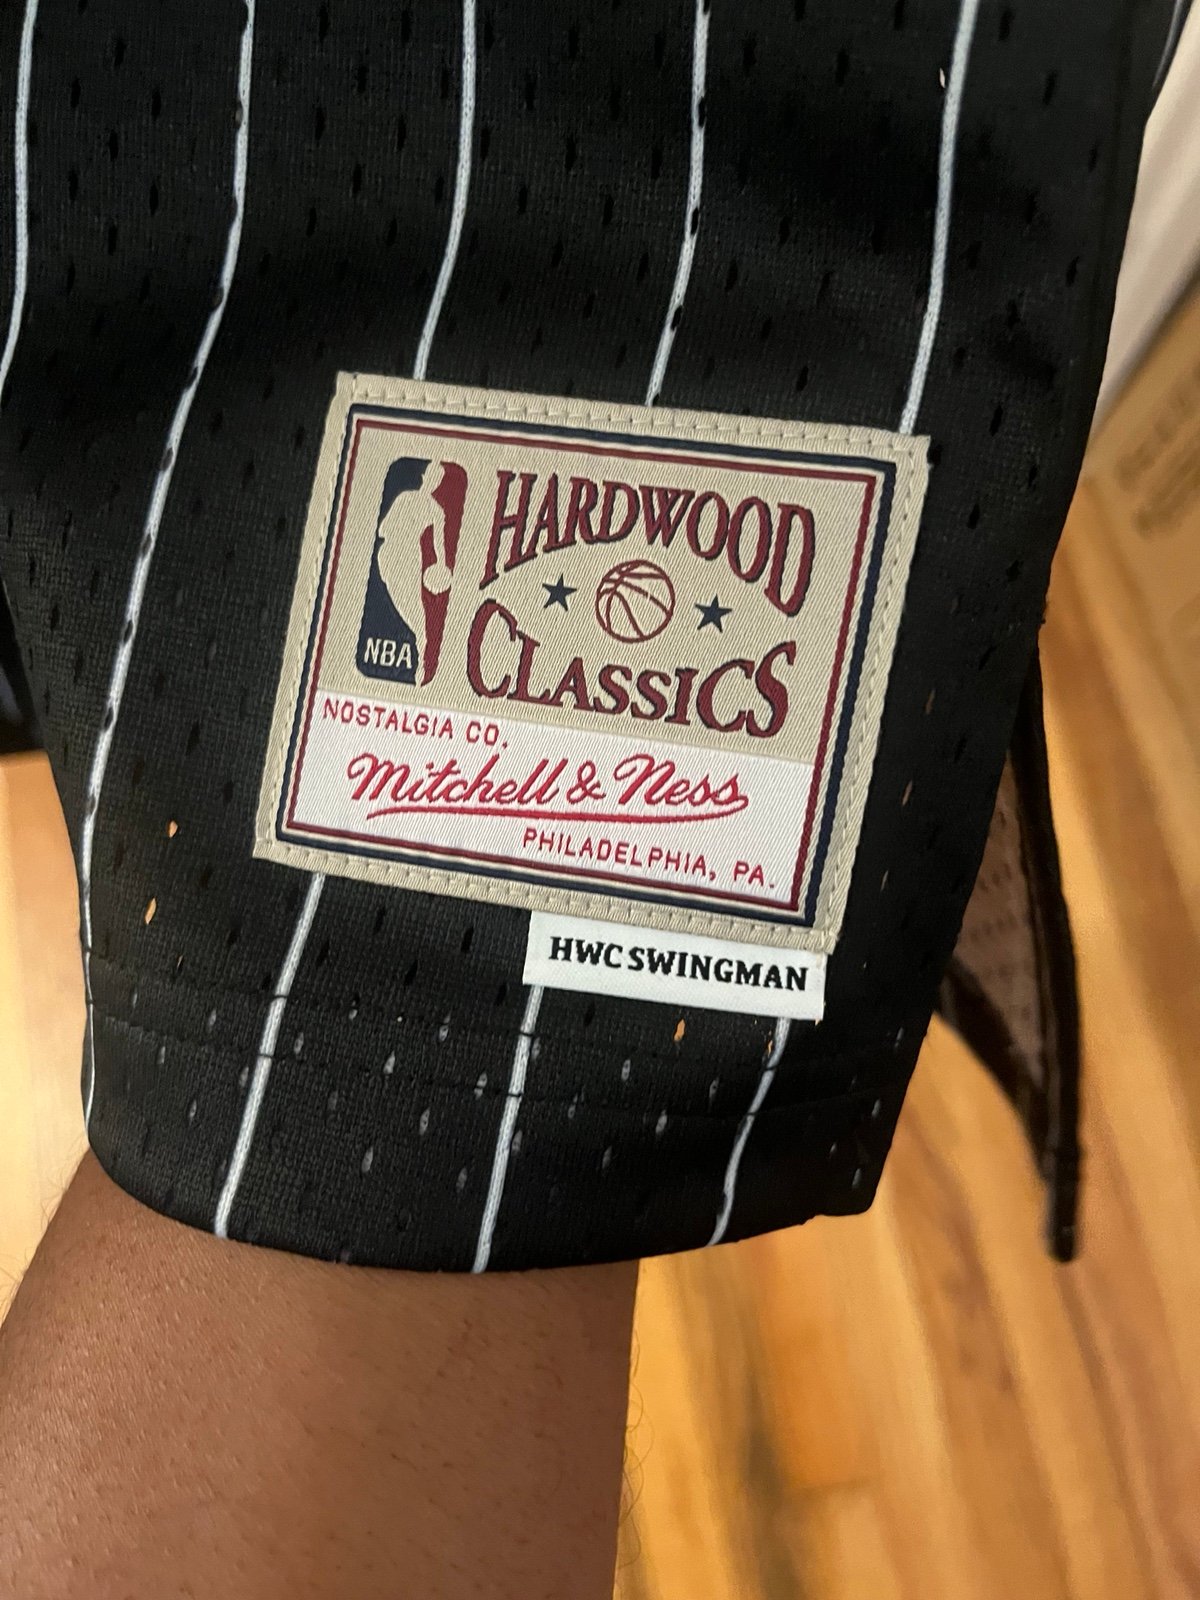 HARDWOOD
CLASSICS
NBA
NOSTALGIA CO.
Mitchell & Ness
PHILADELPHIA, PA.
HWC SWINGMAN